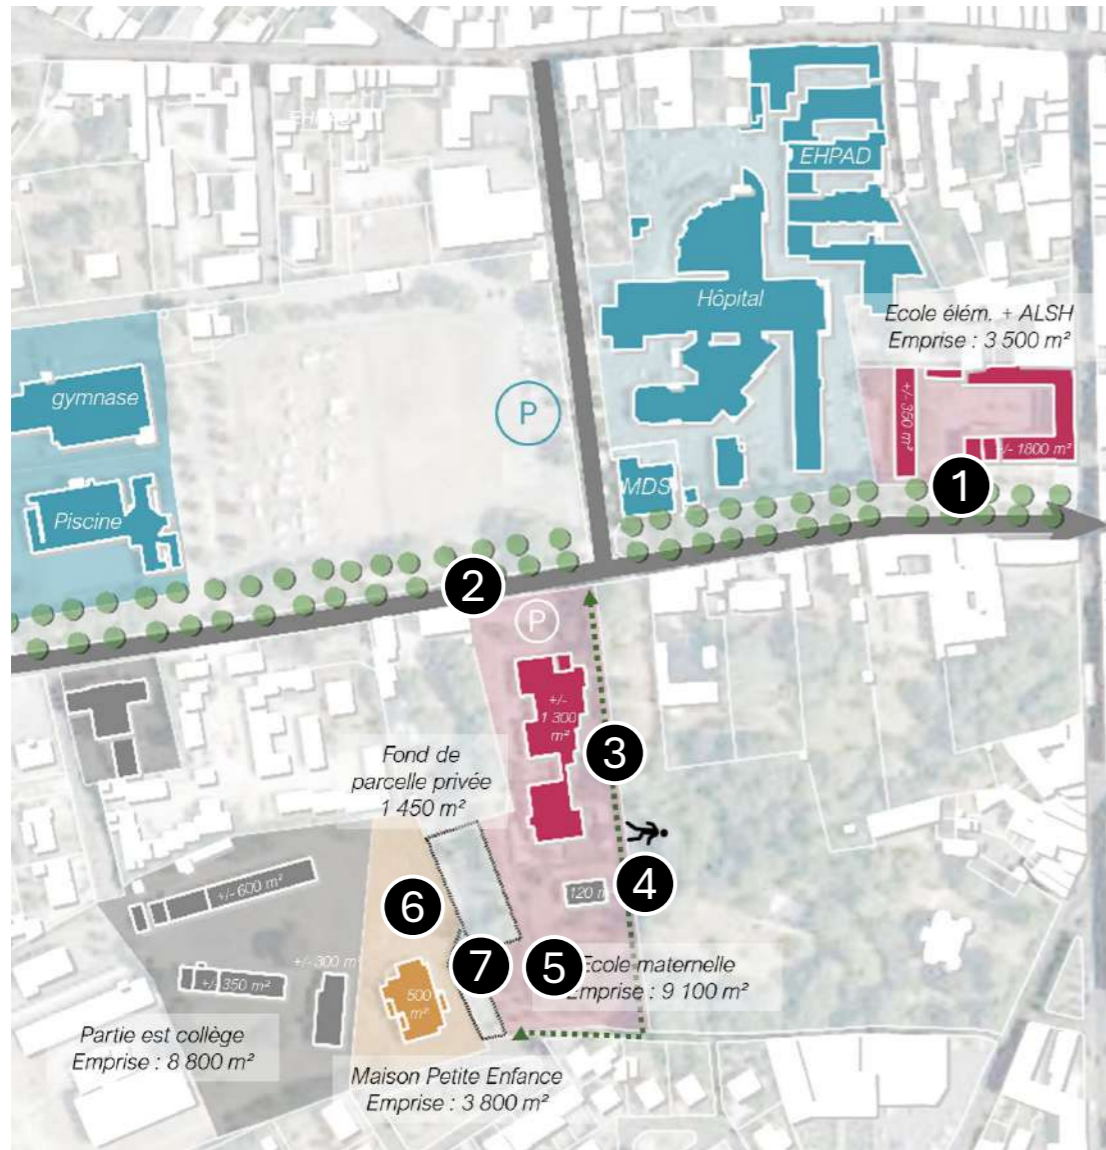 EHPAD
EHPAD
Hôpital
Ecole élém. + ALSH
Emprise : 3 500 m²
gymnase
P
+/- 350 m²
+/- 1800 m²
1
MDS
Piscine
2
P
+/-
1 300
m²
3
Fond de
parcelle privée
1 450 m²
4
120 m
+/- 600 m²
6
7
5
Ecole maternelle
Emprise : 9 100 m²
+/- 300 m²
+/- 350 m²
500
m²
Partie est collège
Emprise : 8 800 m²
Maison Petite Enfance
Emprise : 3 800 m²